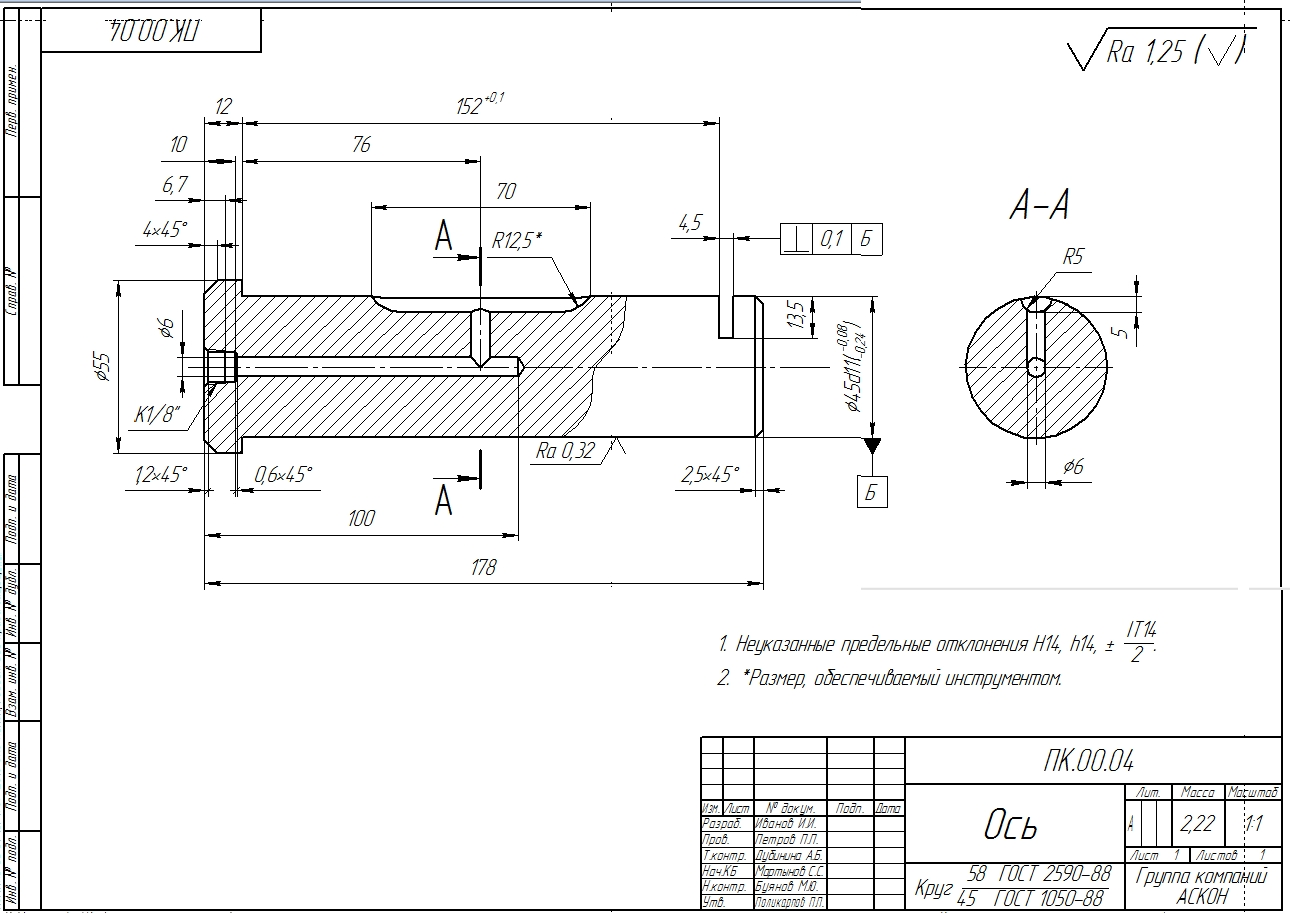 ПК 00.04
Ra 1,25 (√)
12
152+0,1
10
76
6,7
70
4×45°
А
R12,5*
4,5
⊥ 0,1 Б
А–А
R5
⌀6
13,5
⌀45d11(-0,08 -0,24)
5
⌀55
К1/8"
Ra 0,32
1,2×45°
0,6×45°
А
2,5×45°
Б
⌀6
100
178
1. Неуказанные предельные отклонения H14, h14, ± IT14/2.
2. *Размер, обеспечиваемый инструментом.
Перв. примен.
Справ. №
Подп. и дата
Инв. № дубл.
Взам. инв. №
Подп. и дата
Инв. № подл.
ПК.00.04
Изм. Лист № докум. Подп. Дата
Разраб. Иванов И.И.
Пров. Петров П.П.
Т.контр. Дубинина А.Б.
Нач.КБ Мартынов С.С.
Н.контр. Буянов М.Ю.
Утв. Поликарпов П.П.
Ось
Лит. Масса Масштаб
А 2,22 1:1
Лист 1 Листов 1
Круг 58 ГОСТ 2590–88
45 ГОСТ 1050–88
Группа компаний
АСКОН